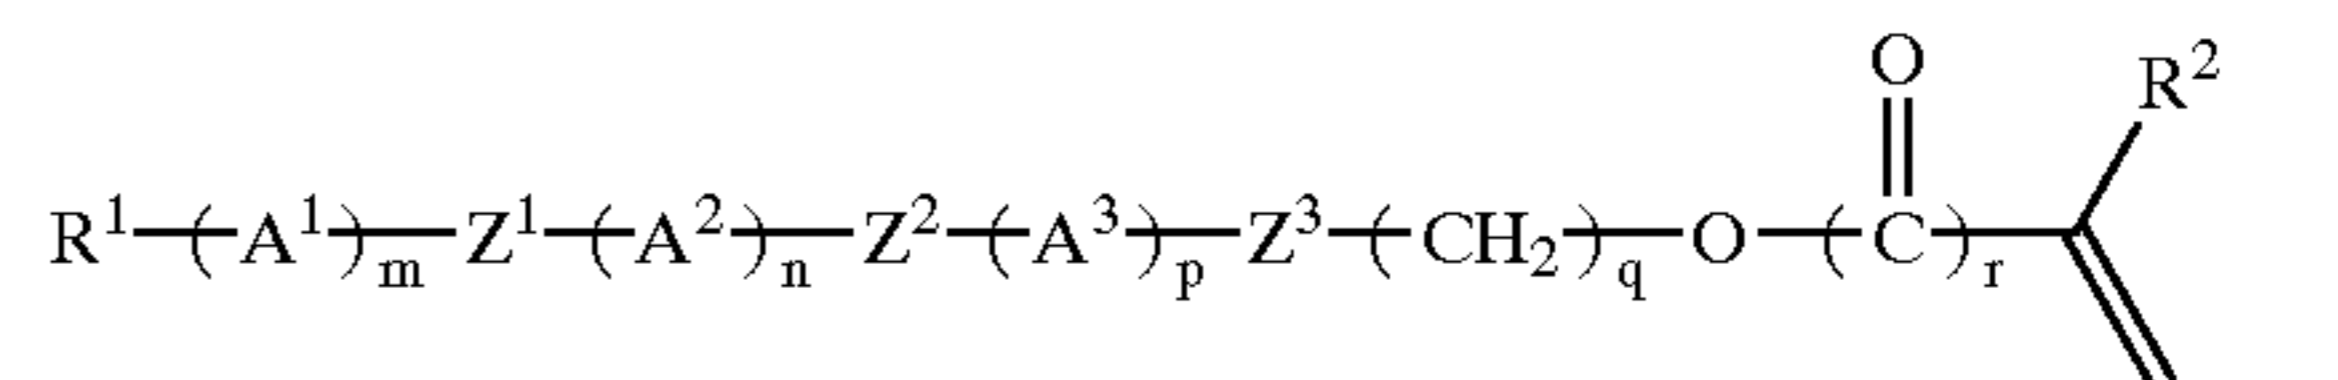 O
R²
R¹—(A¹)ₘ—Z¹—(A²)ₙ—Z²—(A³)ₚ—Z³—(CH₂)q—O—(C)ᵣ